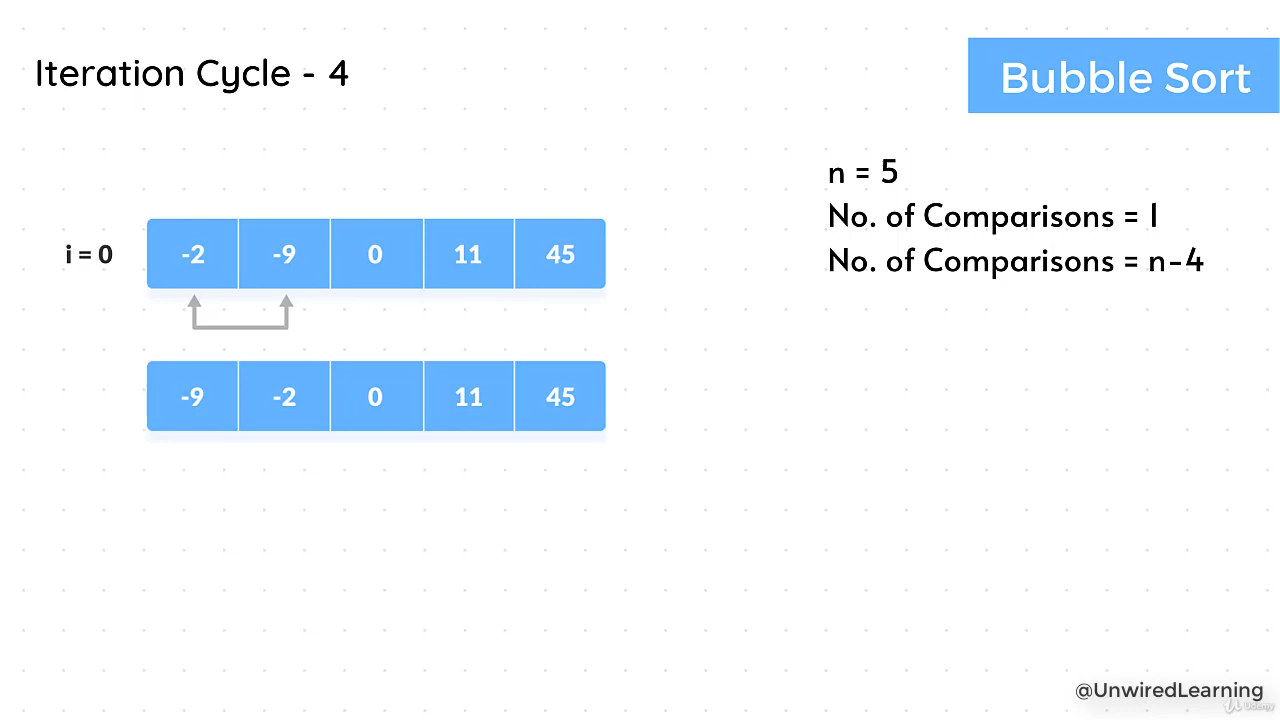 Iteration Cycle - 4
Bubble Sort
n = 5
No. of Comparisons = 1
No. of Comparisons = n-4
i = 0 -2 -9 0 11 45
-9 -2 0 11 45
@UnwiredLearning
Udemy